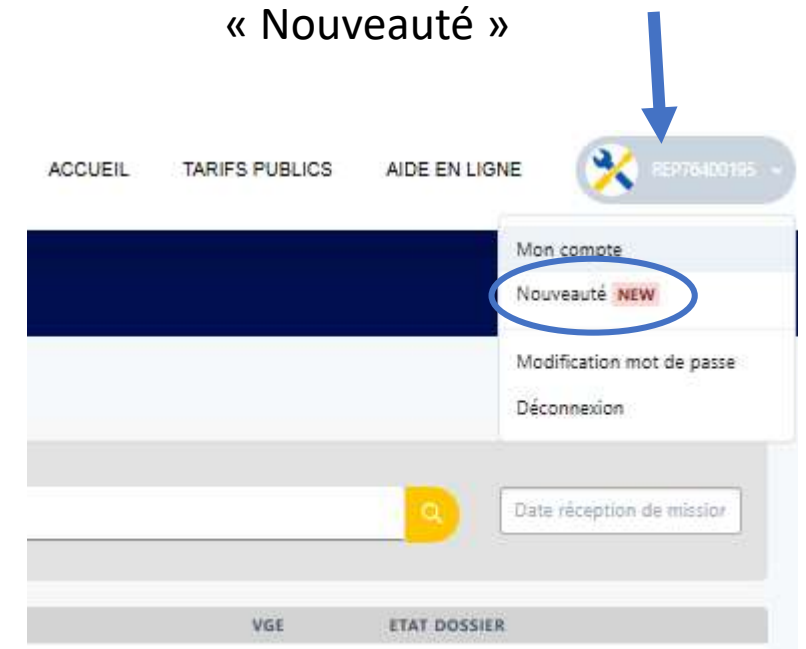 « Nouveauté »
ACCUEIL TARIFS PUBLICS AIDE EN LIGNE REP76400195
Mon compte
Nouveauté NEW
Modification mot de passe
Déconnexion
Date réception de mission
VGE ETAT DOSSIER